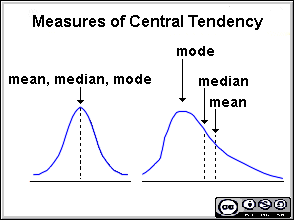 Measures of Central Tendency
mode
mean, median, mode
median
mean